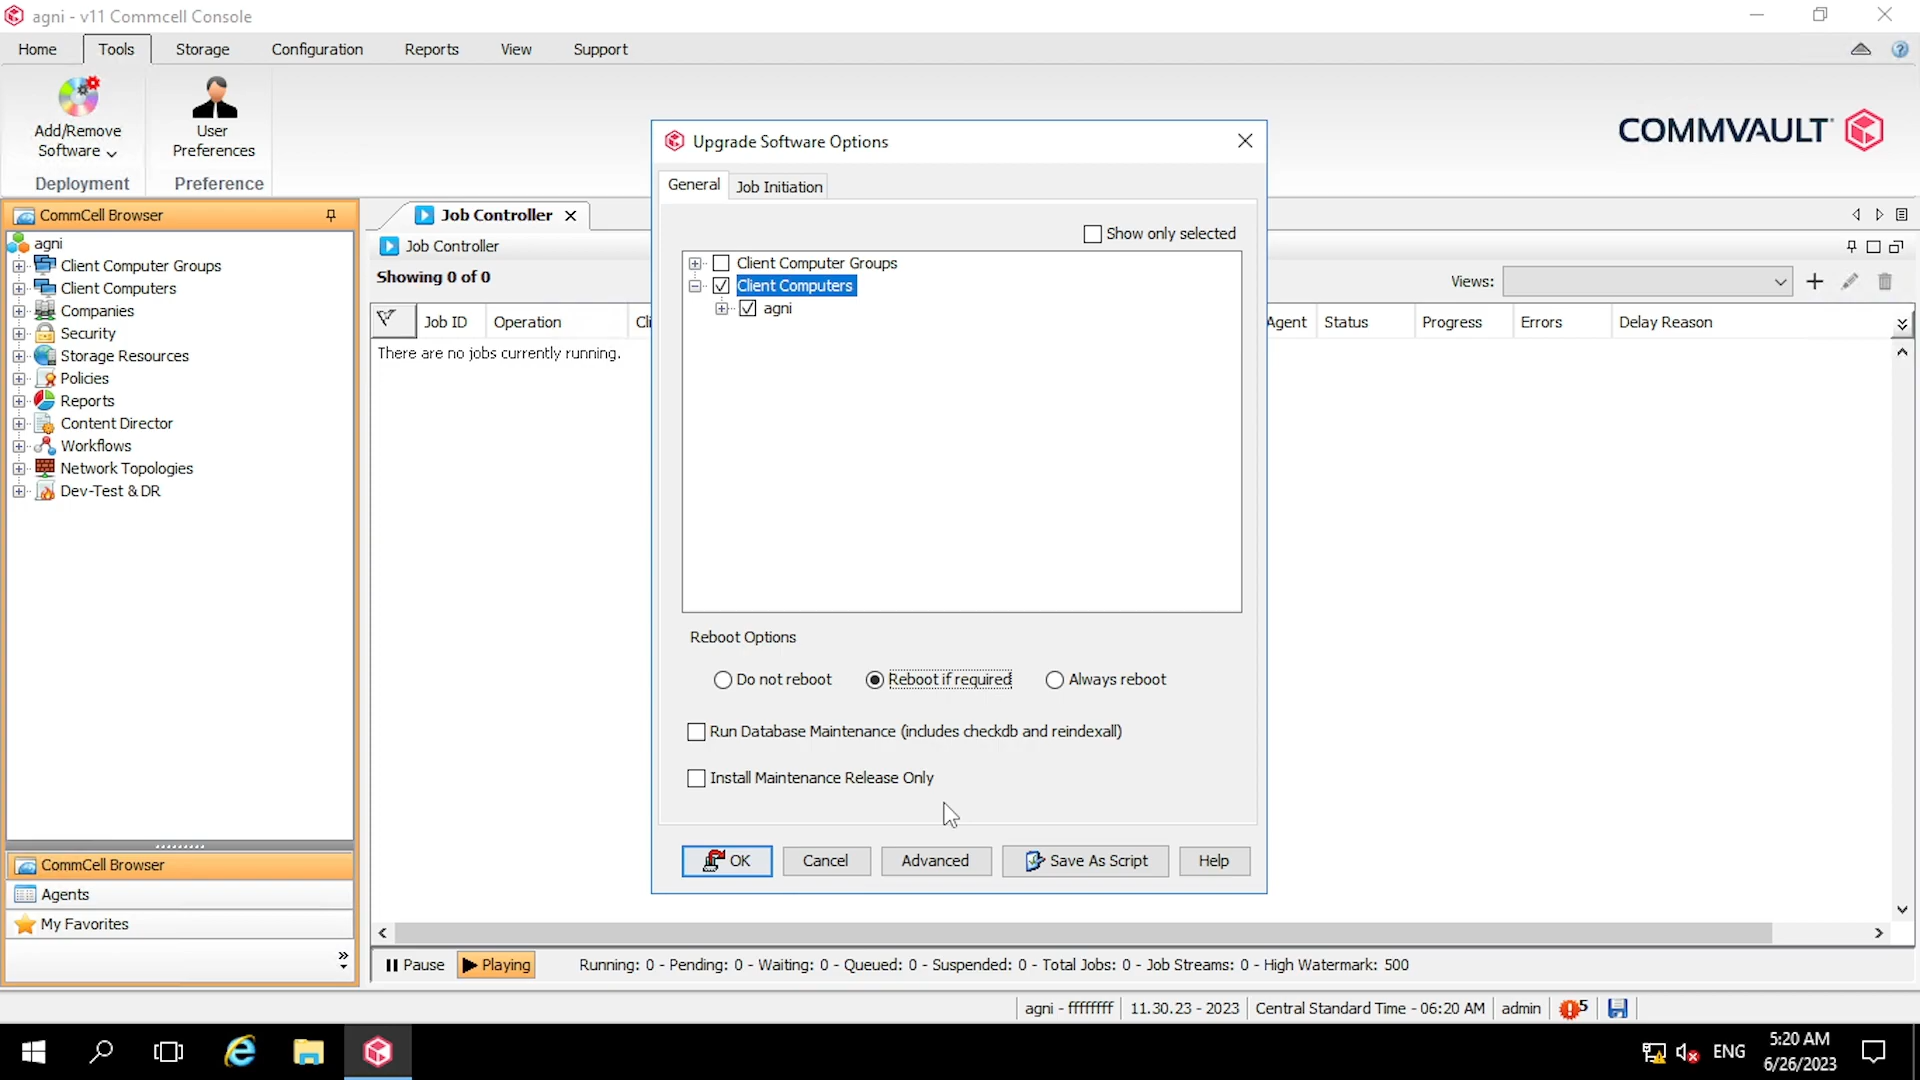 agni - v11 Commcell Console
Home Tools Storage Configuration Reports View Support
Add/Remove
Software
Deployment
User
Preferences
Preference
COMMVAULT
CommCell Browser
agni
Client Computer Groups
Client Computers
Companies
Security
Storage Resources
Policies
Reports
Content Director
Workflows
Network Topologies
Dev-Test & DR
CommCell Browser
Agents
My Favorites
Job Controller
Job Controller
Showing 0 of 0
Views:
Job ID Operation Cli Agent Status Progress Errors Delay Reason
There are no jobs currently running.
Upgrade Software Options
General Job Initiation
Show only selected
Client Computer Groups
Client Computers
agni
Reboot Options
Do not reboot Reboot if required Always reboot
Run Database Maintenance (includes checkdb and reindexall)
Install Maintenance Release Only
OK Cancel Advanced Save As Script Help
Pause Playing Running: 0 - Pending: 0 - Waiting: 0 - Queued: 0 - Suspended: 0 - Total Jobs: 0 - Job Streams: 0 - High Watermark: 500
agni - ffffffff 11.30.23 - 2023 Central Standard Time - 06:20 AM admin 5
ENG
5:20 AM
6/26/2023